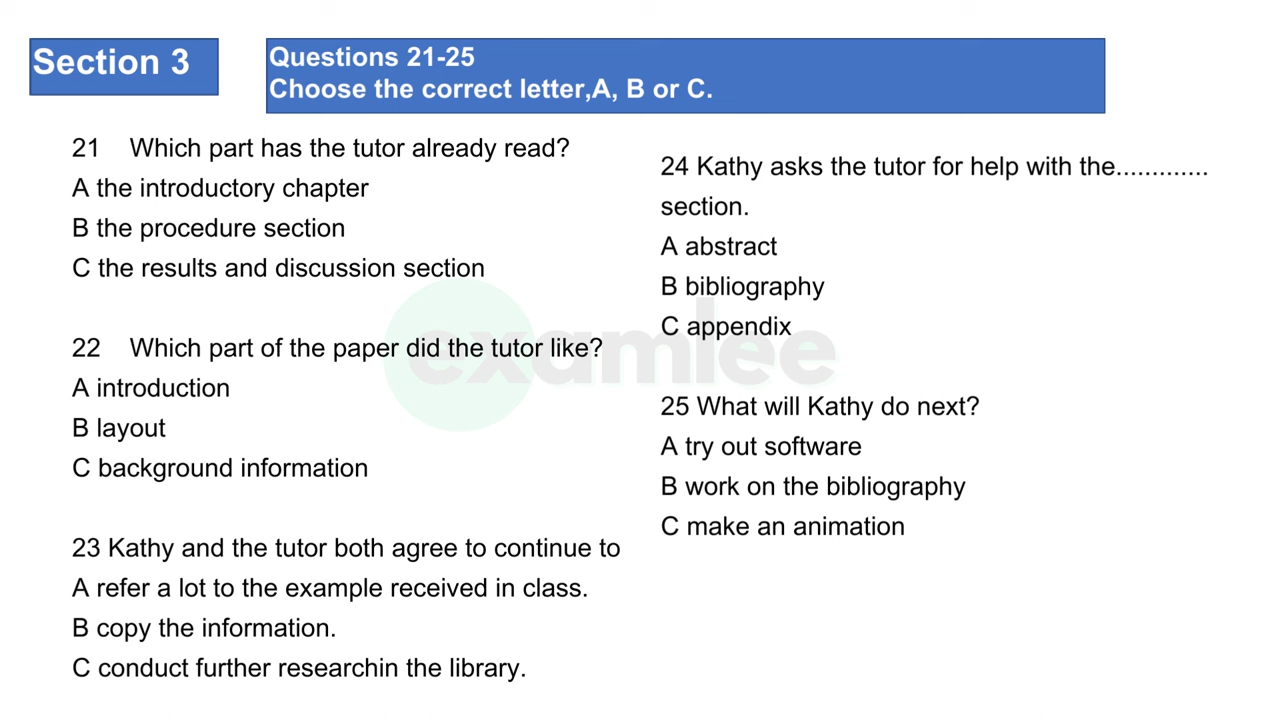 Section 3
Questions 21-25
Choose the correct letter,A, B or C.
21 Which part has the tutor already read?
A the introductory chapter
B the procedure section
C the results and discussion section
22 Which part of the paper did the tutor like?
A introduction
B layout
C background information
23 Kathy and the tutor both agree to continue to
A refer a lot to the example received in class.
B copy the information.
C conduct further researchin the library.
24 Kathy asks the tutor for help with the.............
section.
A abstract
B bibliography
C appendix
25 What will Kathy do next?
A try out software
B work on the bibliography
C make an animation
examlee